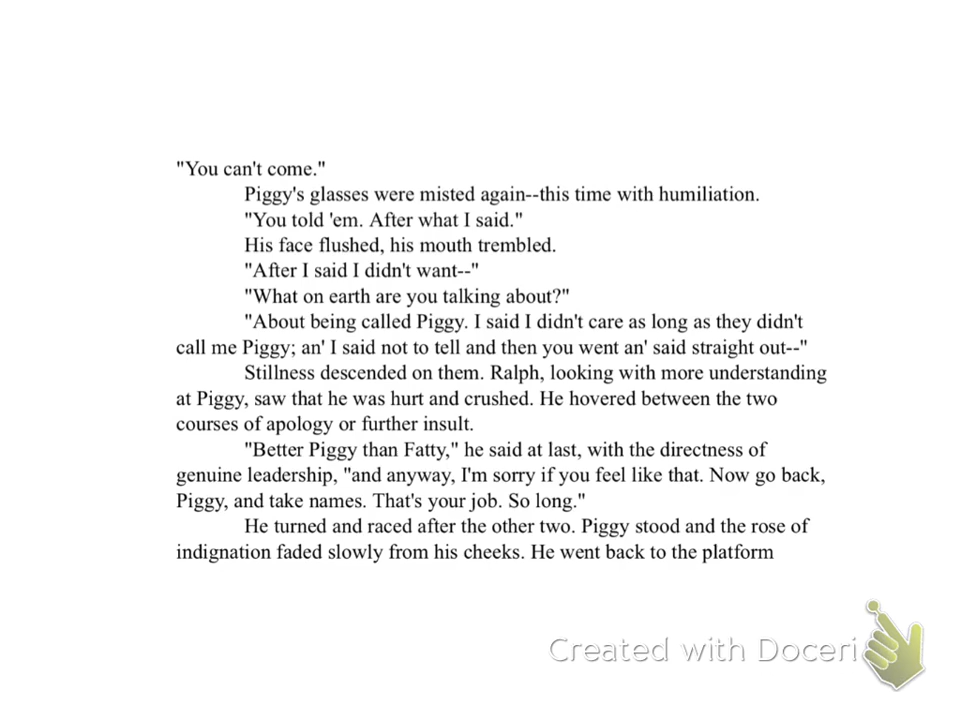 "You can't come."
Piggy's glasses were misted again--this time with humiliation.
"You told 'em. After what I said."
His face flushed, his mouth trembled.
"After I said I didn't want--"
"What on earth are you talking about?"
"About being called Piggy. I said I didn't care as long as they didn't
call me Piggy; an' I said not to tell and then you went an' said straight out--"
Stillness descended on them. Ralph, looking with more understanding
at Piggy, saw that he was hurt and crushed. He hovered between the two
courses of apology or further insult.
"Better Piggy than Fatty," he said at last, with the directness of
genuine leadership, "and anyway, I'm sorry if you feel like that. Now go back,
Piggy, and take names. That's your job. So long."
He turned and raced after the other two. Piggy stood and the rose of
indignation faded slowly from his cheeks. He went back to the platform
Created with Doceri